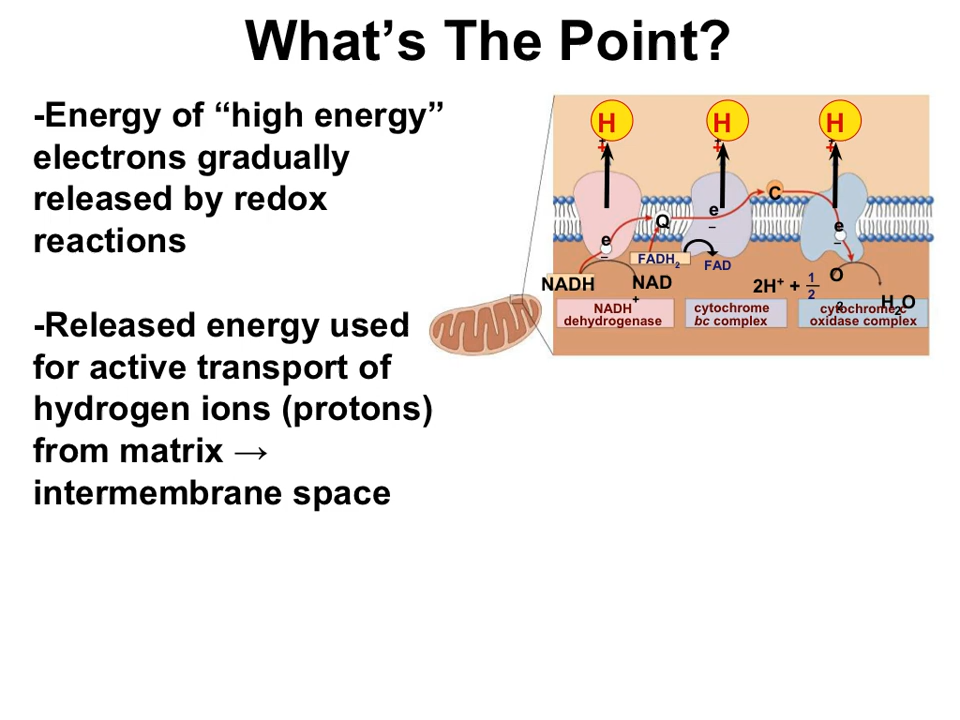 What's The Point?
-Energy of “high energy”
electrons gradually
released by redox
reactions
-Released energy used
for active transport of
hydrogen ions (protons)
from matrix →
intermembrane space
H+
H+
H+
C
Q
e–
e–
e–
FADH2
FAD
NADH
NAD+
2H+ + 1/2 O2
H2O
NADH
dehydrogenase
cytochrome
bc complex
cytochrome c
oxidase complex